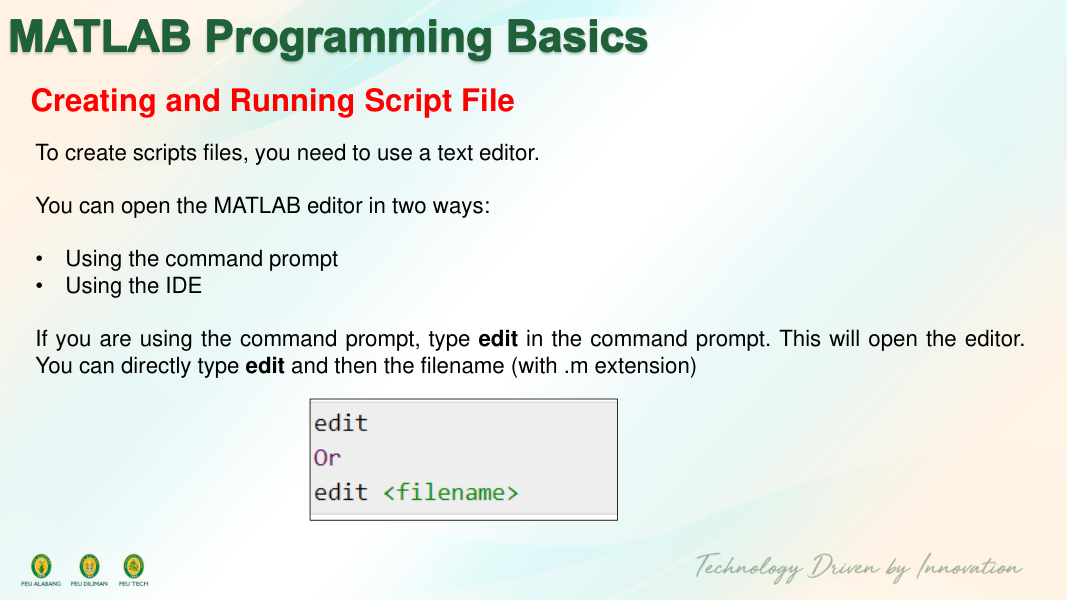 MATLAB Programming Basics
Creating and Running Script File
To create scripts files, you need to use a text editor.
You can open the MATLAB editor in two ways:
• Using the command prompt
• Using the IDE
If you are using the command prompt, type edit in the command prompt. This will open the editor.
You can directly type edit and then the filename (with .m extension)
edit
Or
edit <filename>
FEU ALABANG FEU DILIMAN FEU TECH
Technology Driven by Innovation